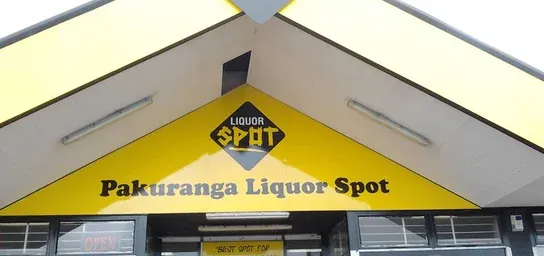 LIQUOR
SPOT
Pakuranga Liquor Spot
OPEN
"BEST SPOT FOR